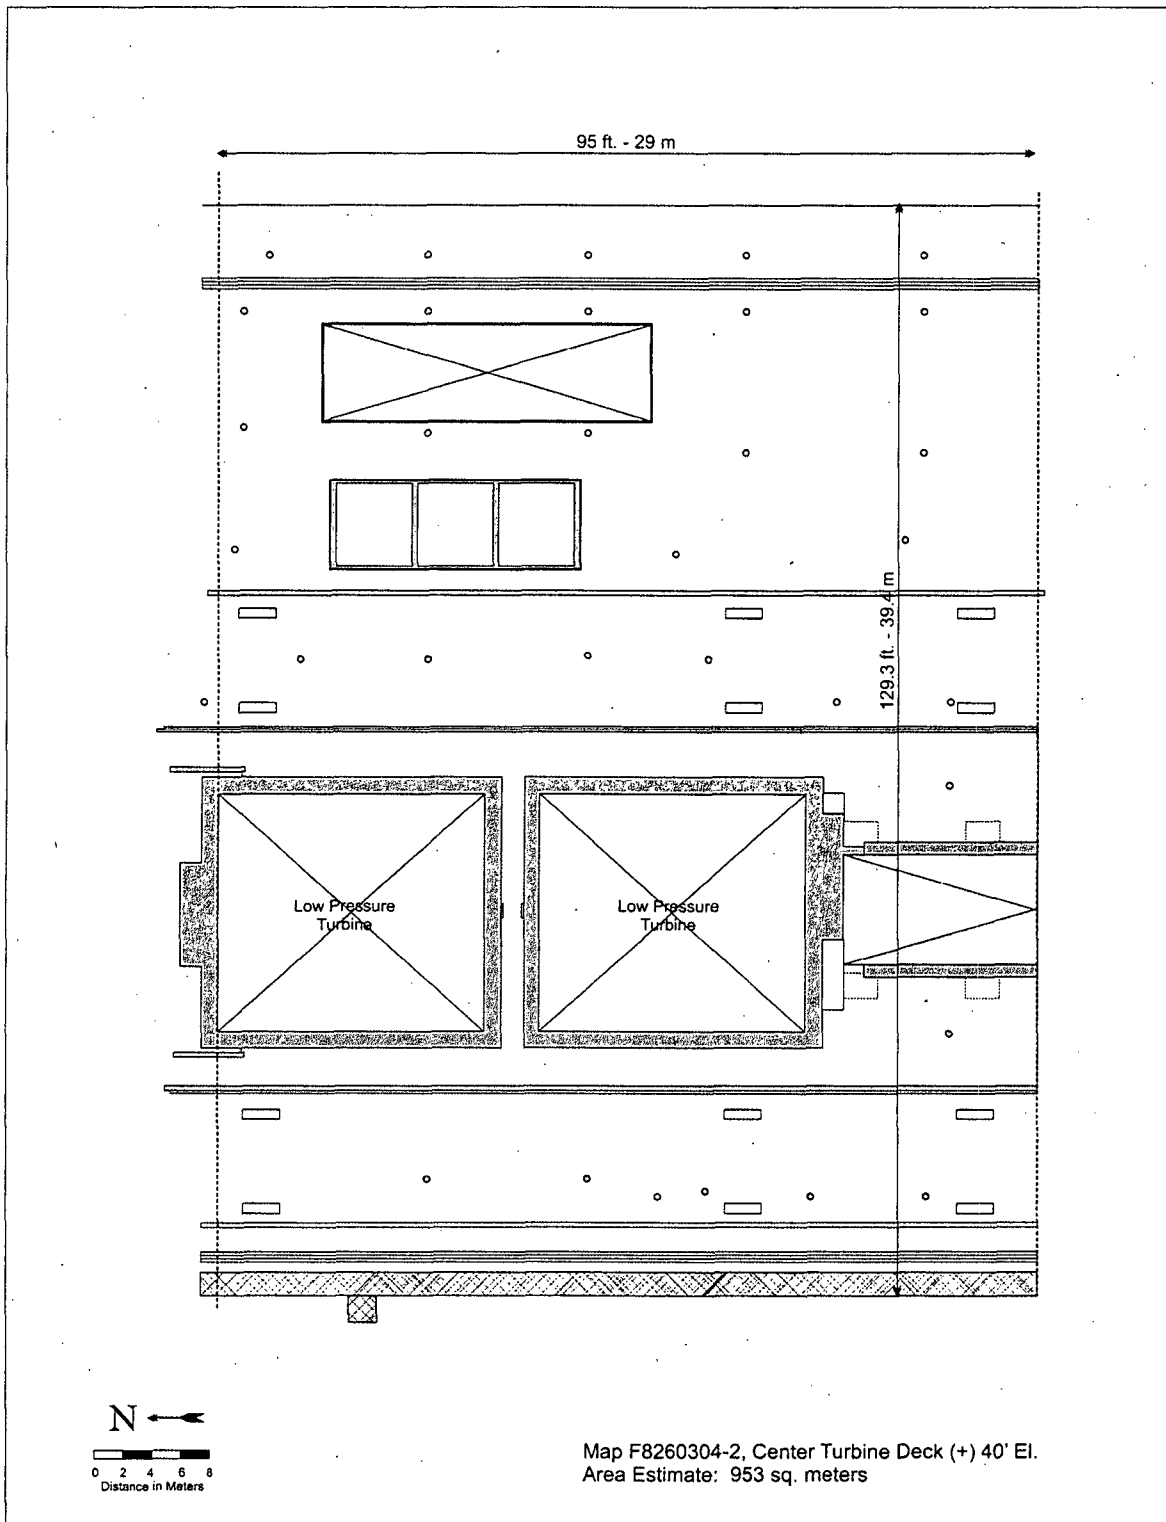 95 ft. - 29 m
129.3 ft. - 39.4 m
Low Pressure
Turbine
Low Pressure
Turbine
N
0 2 4 6 8
Distance in Meters
Map F8260304-2, Center Turbine Deck (+) 40' El.
Area Estimate: 953 sq. meters